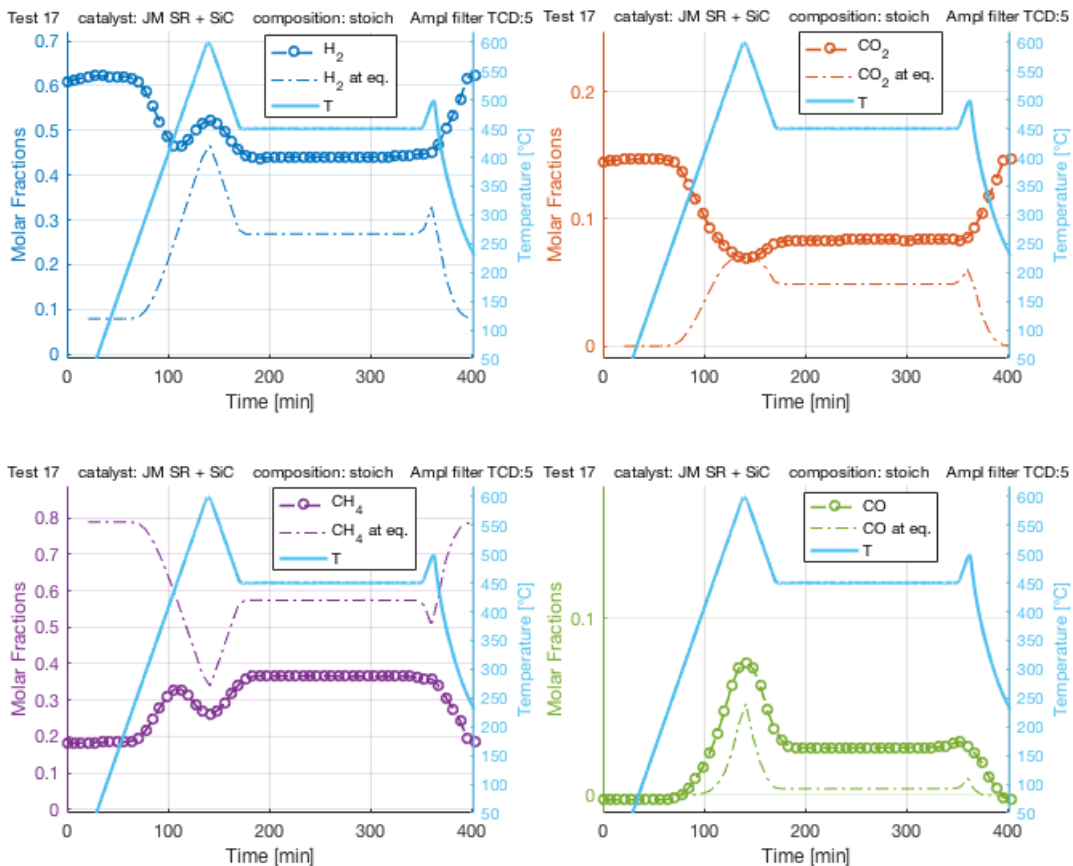 Test 17 catalyst: JM SR + SiC composition: stoich Ampl filter TCD:5
0.7
0.6
0.5
0.4
0.3
0.2
0.1
0
Molar Fractions
H2
H2 at eq.
T
600
550
500
450
400
350
300
250
200
150
100
50
Temperature [°C]
0 100 200 300 400
Time [min]
Test 17 catalyst: JM SR + SiC composition: stoich Ampl filter TCD:5
0.2
0.1
0
Molar Fractions
CO2
CO2 at eq.
T
600
550
500
450
400
350
300
250
200
150
100
50
Temperature [°C]
0 100 200 300 400
Time [min]
Test 17 catalyst: JM SR + SiC composition: stoich Ampl filter TCD:5
0.8
0.7
0.6
0.5
0.4
0.3
0.2
0.1
0
Molar Fractions
CH4
CH4 at eq.
T
600
550
500
450
400
350
300
250
200
150
100
50
Temperature [°C]
0 100 200 300 400
Time [min]
Test 17 catalyst: JM SR + SiC composition: stoich Ampl filter TCD:5
0.1
0
Molar Fractions
CO
CO at eq.
T
600
550
500
450
400
350
300
250
200
150
100
50
Temperature [°C]
0 100 200 300 400
Time [min]